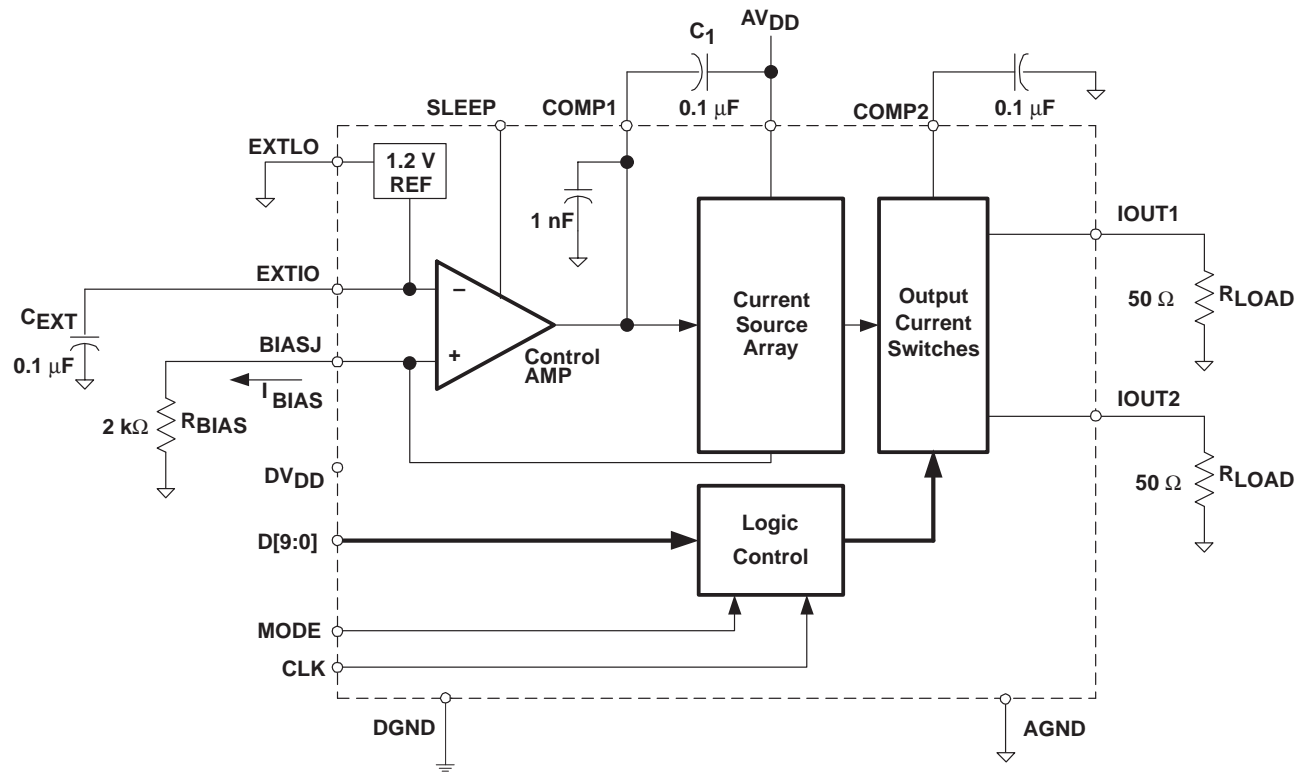 AVDD
C1
0.1 µF
0.1 µF
SLEEP
COMP1
COMP2
EXTLO
1.2 V
REF
1 nF
IOUT1
EXTIO
–
50 Ω
RLOAD
CEXT
0.1 µF
BIASJ
+
Control
AMP
Current
Source
Array
Output
Current
Switches
IBIAS
2 kΩ
RBIAS
IOUT2
50 Ω
RLOAD
DVDD
D[9:0]
Logic
Control
MODE
CLK
DGND
AGND